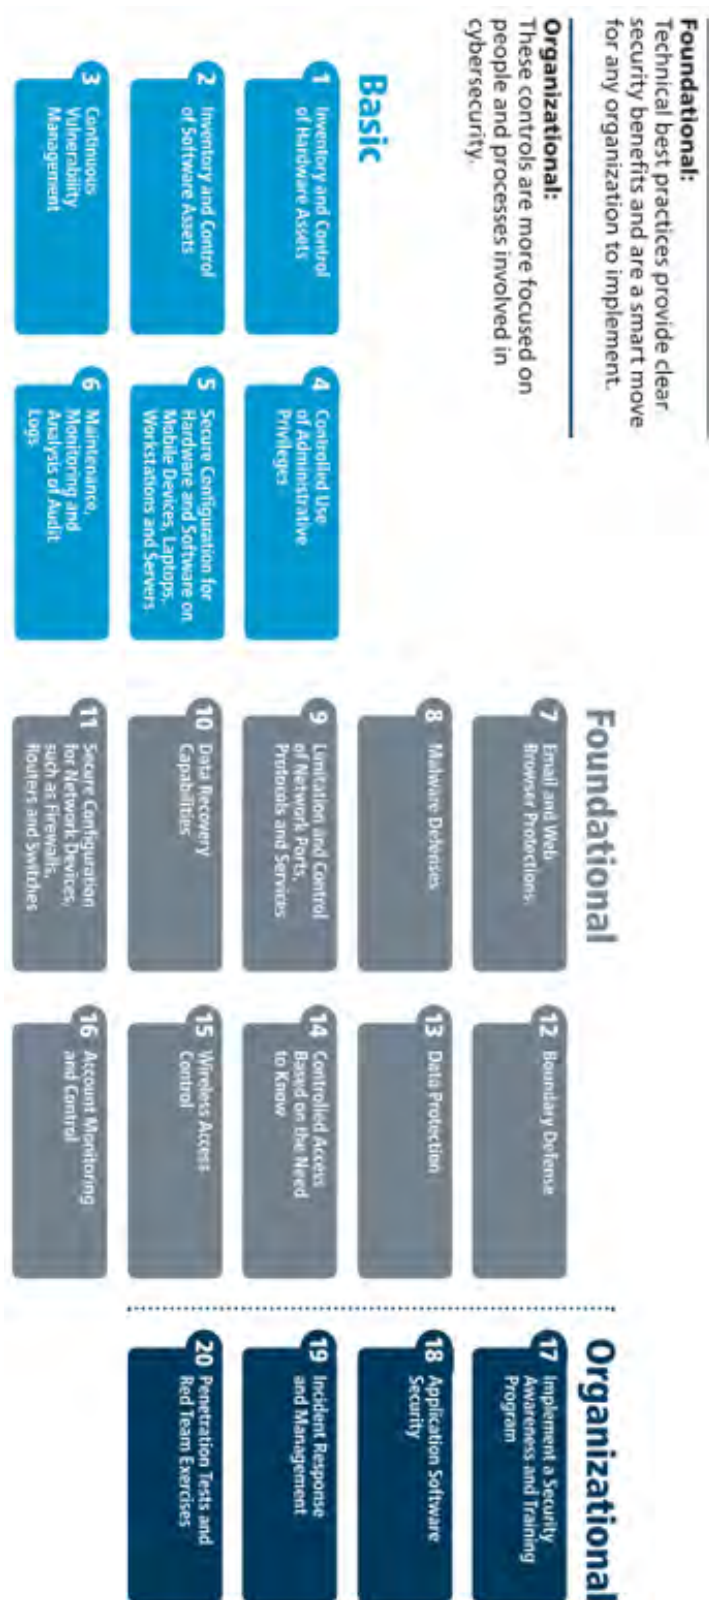 Foundational:
Technical best practices provide clear
security benefits and are a smart move
for any organization to implement.
Organizational:
These controls are more focused on
people and processes involved in
cybersecurity.
Basic
1 Inventory and Control
of Hardware Assets
2 Inventory and Control
of Software Assets
3 Continuous
Vulnerability
Management
4 Controlled Use
of Administrative
Privileges
5 Secure Configuration for
Hardware and Software on
Mobile Devices, Laptops,
Workstations and Servers
6 Maintenance,
Monitoring and
Analysis of Audit
Logs
Foundational
7 Email and Web
Browser Protections
8 Malware Defenses
9 Limitation and Control
of Network Ports,
Protocols and Services
10 Data Recovery
Capabilities
11 Secure Configuration
for Network Devices,
such as Firewalls,
Routers and Switches
12 Boundary Defense
13 Data Protection
14 Controlled Access
Based on the Need
to Know
15 Wireless Access
Control
16 Account Monitoring
and Control
Organizational
17 Implement a Security
Awareness and Training
Program
18 Application Software
Security
19 Incident Response
and Management
20 Penetration Tests and
Red Team Exercises